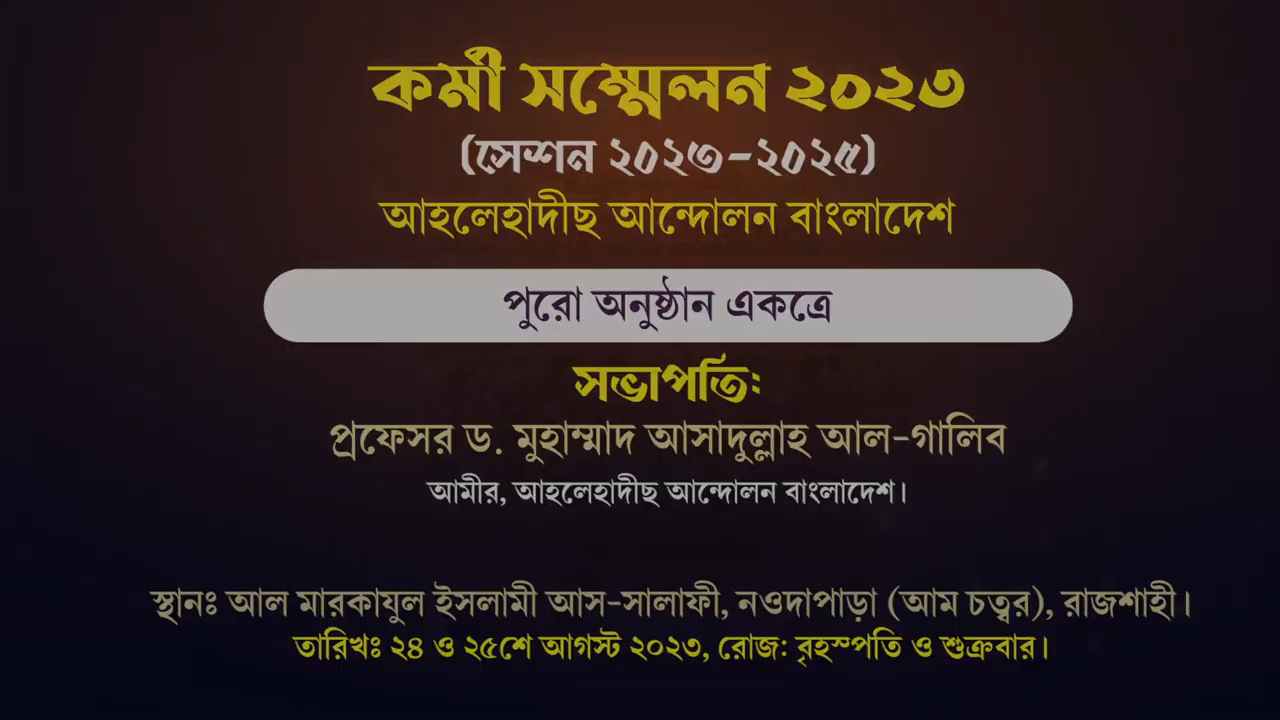 কর্মী সম্মেলন ২০২৩
(সেশন ২০২৩-২০২৫)
আহলেহাদীছ আন্দোলন বাংলাদেশ
পুরো অনুষ্ঠান একত্রে
সভাপতি:
প্রফেসর ড. মুহাম্মাদ আসাদুল্লাহ আল-গালিব
আমীর, আহলেহাদীছ আন্দোলন বাংলাদেশ।
স্থানঃ আল মারকাযুল ইসলামী আস-সালাফী, নওদাপাড়া (আম চত্বর), রাজশাহী।
তারিখঃ ২৪ ও ২৫শে আগস্ট ২০২৩, রোজ: বৃহস্পতি ও শুক্রবার।